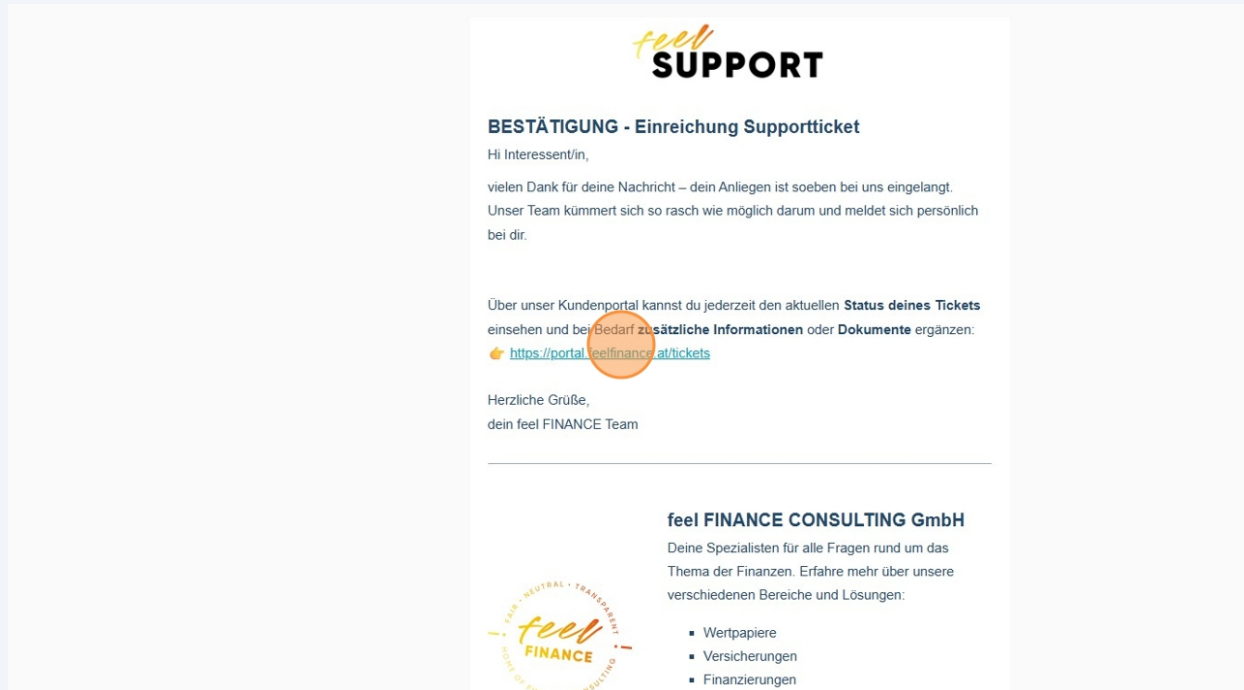 feel
SUPPORT
BESTÄTIGUNG - Einreichung Supportticket
Hi Interessent/in,
vielen Dank für deine Nachricht – dein Anliegen ist soeben bei uns eingelangt.
Unser Team kümmert sich so rasch wie möglich darum und meldet sich persönlich
bei dir.
Über unser Kundenportal kannst du jederzeit den aktuellen Status deines Tickets
einsehen und bei Bedarf zusätzliche Informationen oder Dokumente ergänzen:
👉 https://portal.feelfinance.at/tickets
Herzliche Grüße,
dein feel FINANCE Team
feel FINANCE CONSULTING GmbH
Deine Spezialisten für alle Fragen rund um das
Thema der Finanzen. Erfahre mehr über unsere
verschiedenen Bereiche und Lösungen:
▪ Wertpapiere
▪ Versicherungen
▪ Finanzierungen
FAIR • NEUTRAL • TRANSPARENT
feel
FINANCE
HOME OF
CONSULTING